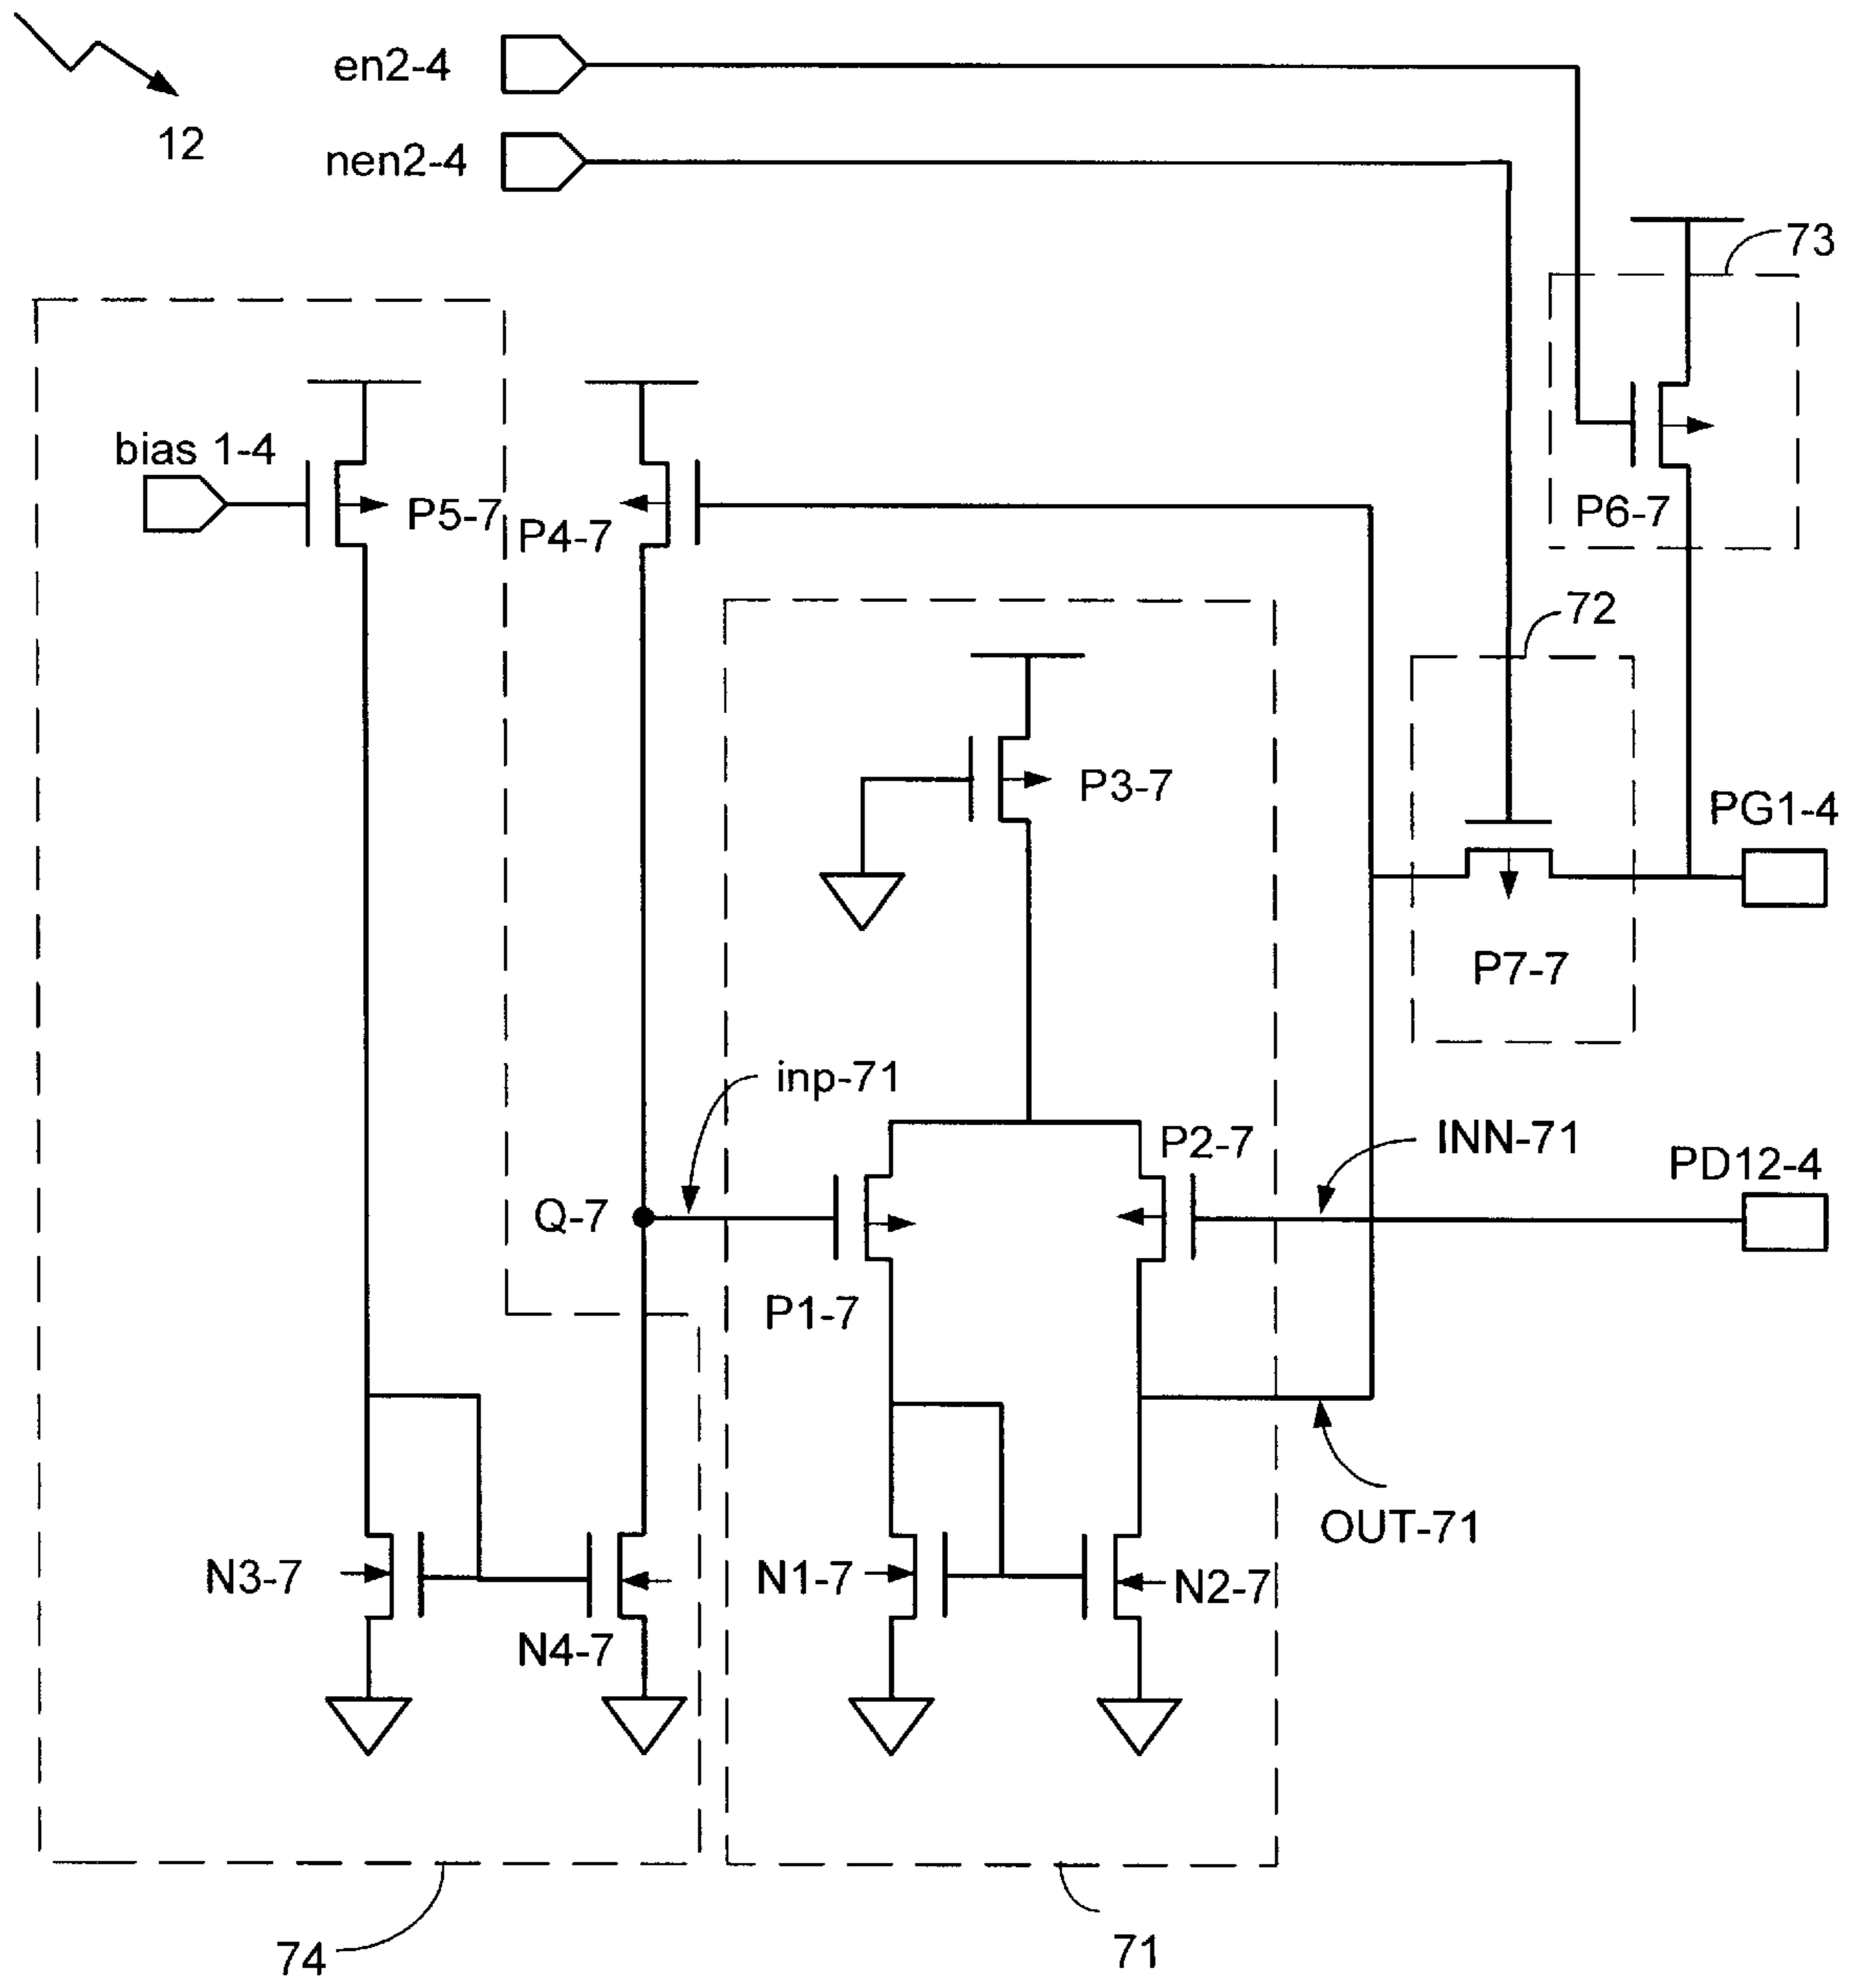 en2-4
12
nen2-4
73
bias 1-4
P5-7
P4-7
P6-7
72
P3-7
PG1-4
P7-7
inp-71
P2-7
INN-71
PD12-4
Q-7
P1-7
OUT-71
N3-7
N1-7
N2-7
N4-7
74
71